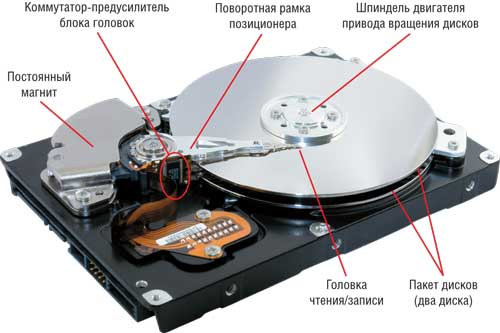 Коммутатор-предусилитель
блока головок
Поворотная рамка
позиционера
Шпиндель двигателя
привода вращения дисков
Постоянный
магнит
Головка
чтения/записи
Пакет дисков
(два диска)